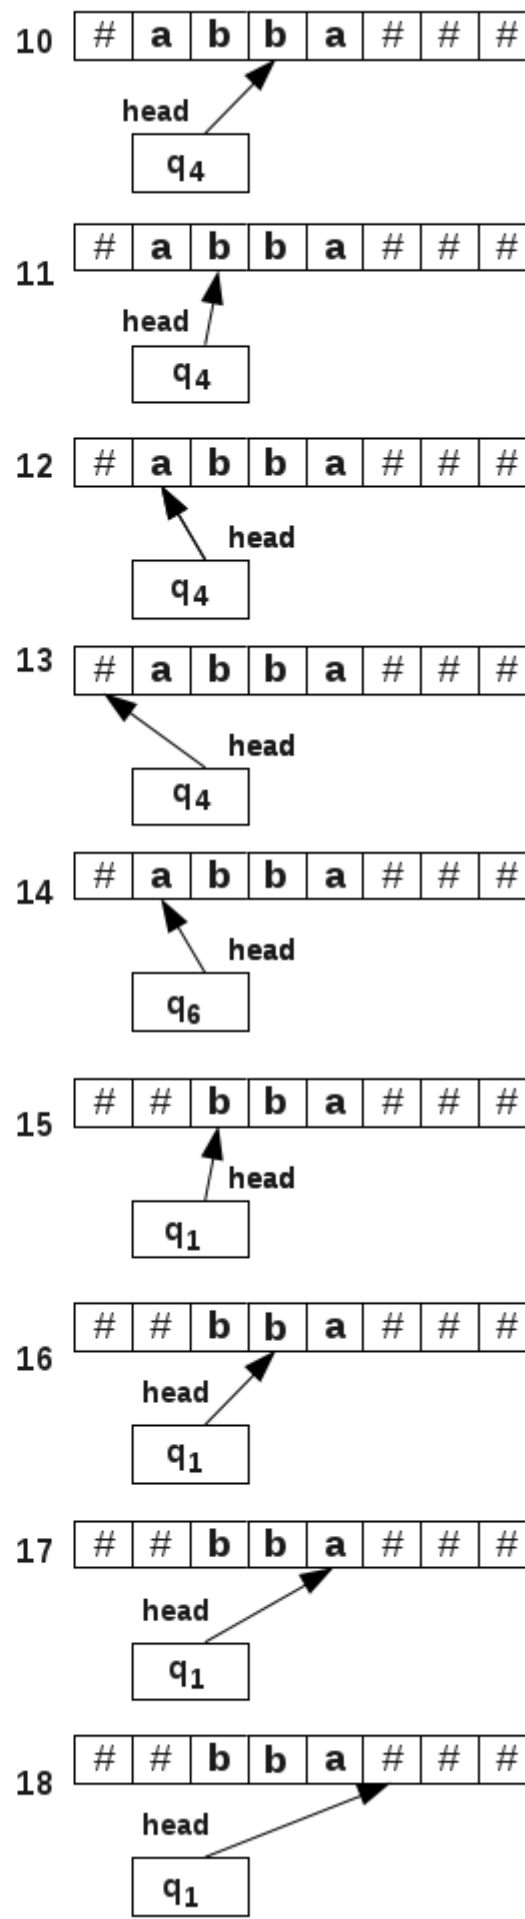 10 # a b b a # # #
head
q4
11 # a b b a # # #
head
q4
12 # a b b a # # #
head
q4
13 # a b b a # # #
head
q4
14 # a b b a # # #
head
q6
15 # # b b a # # #
head
q1
16 # # b b a # # #
head
q1
17 # # b b a # # #
head
q1
18 # # b b a # # #
head
q1